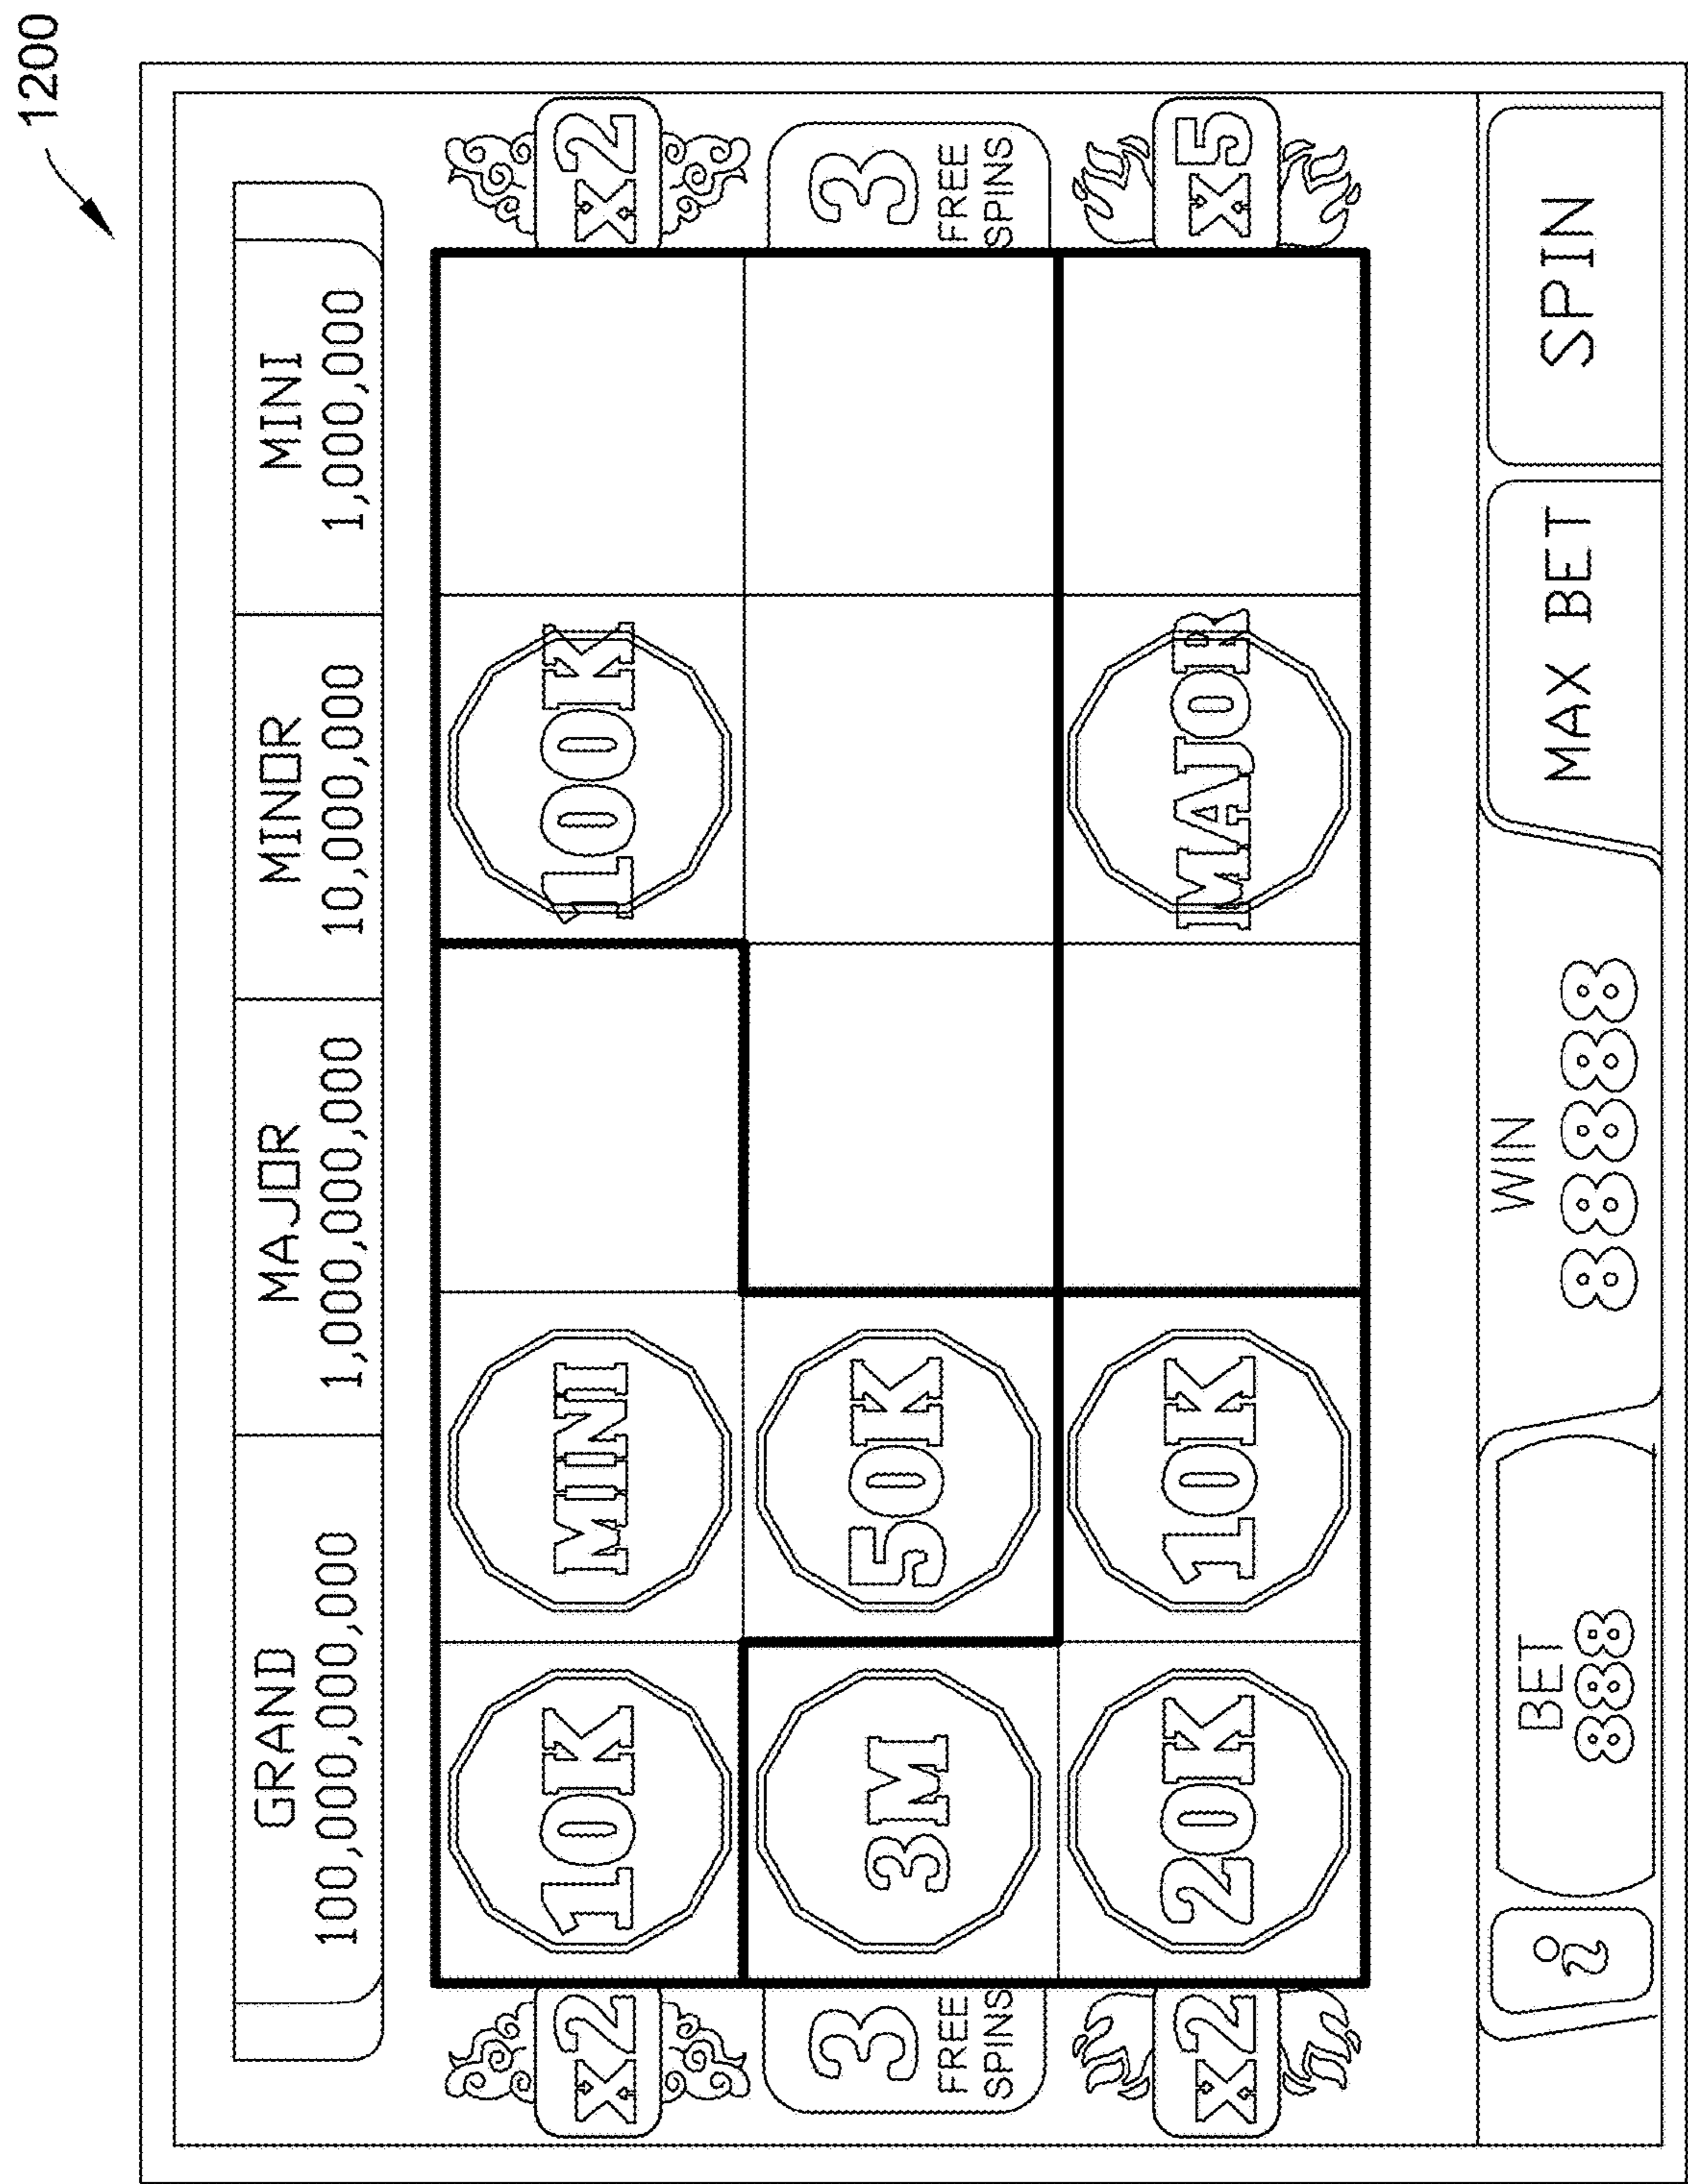 1200
GRAND MAJOR MINOR MINI
100,000,000,000 1,000,000,000 10,000,000 1,000,000
x2 10K MINI 100K x2
3 FREE SPINS 3M 50K 3 FREE SPINS
x2 20K 10K MAJOR x5
i BET WIN MAX BET SPIN
888 88888